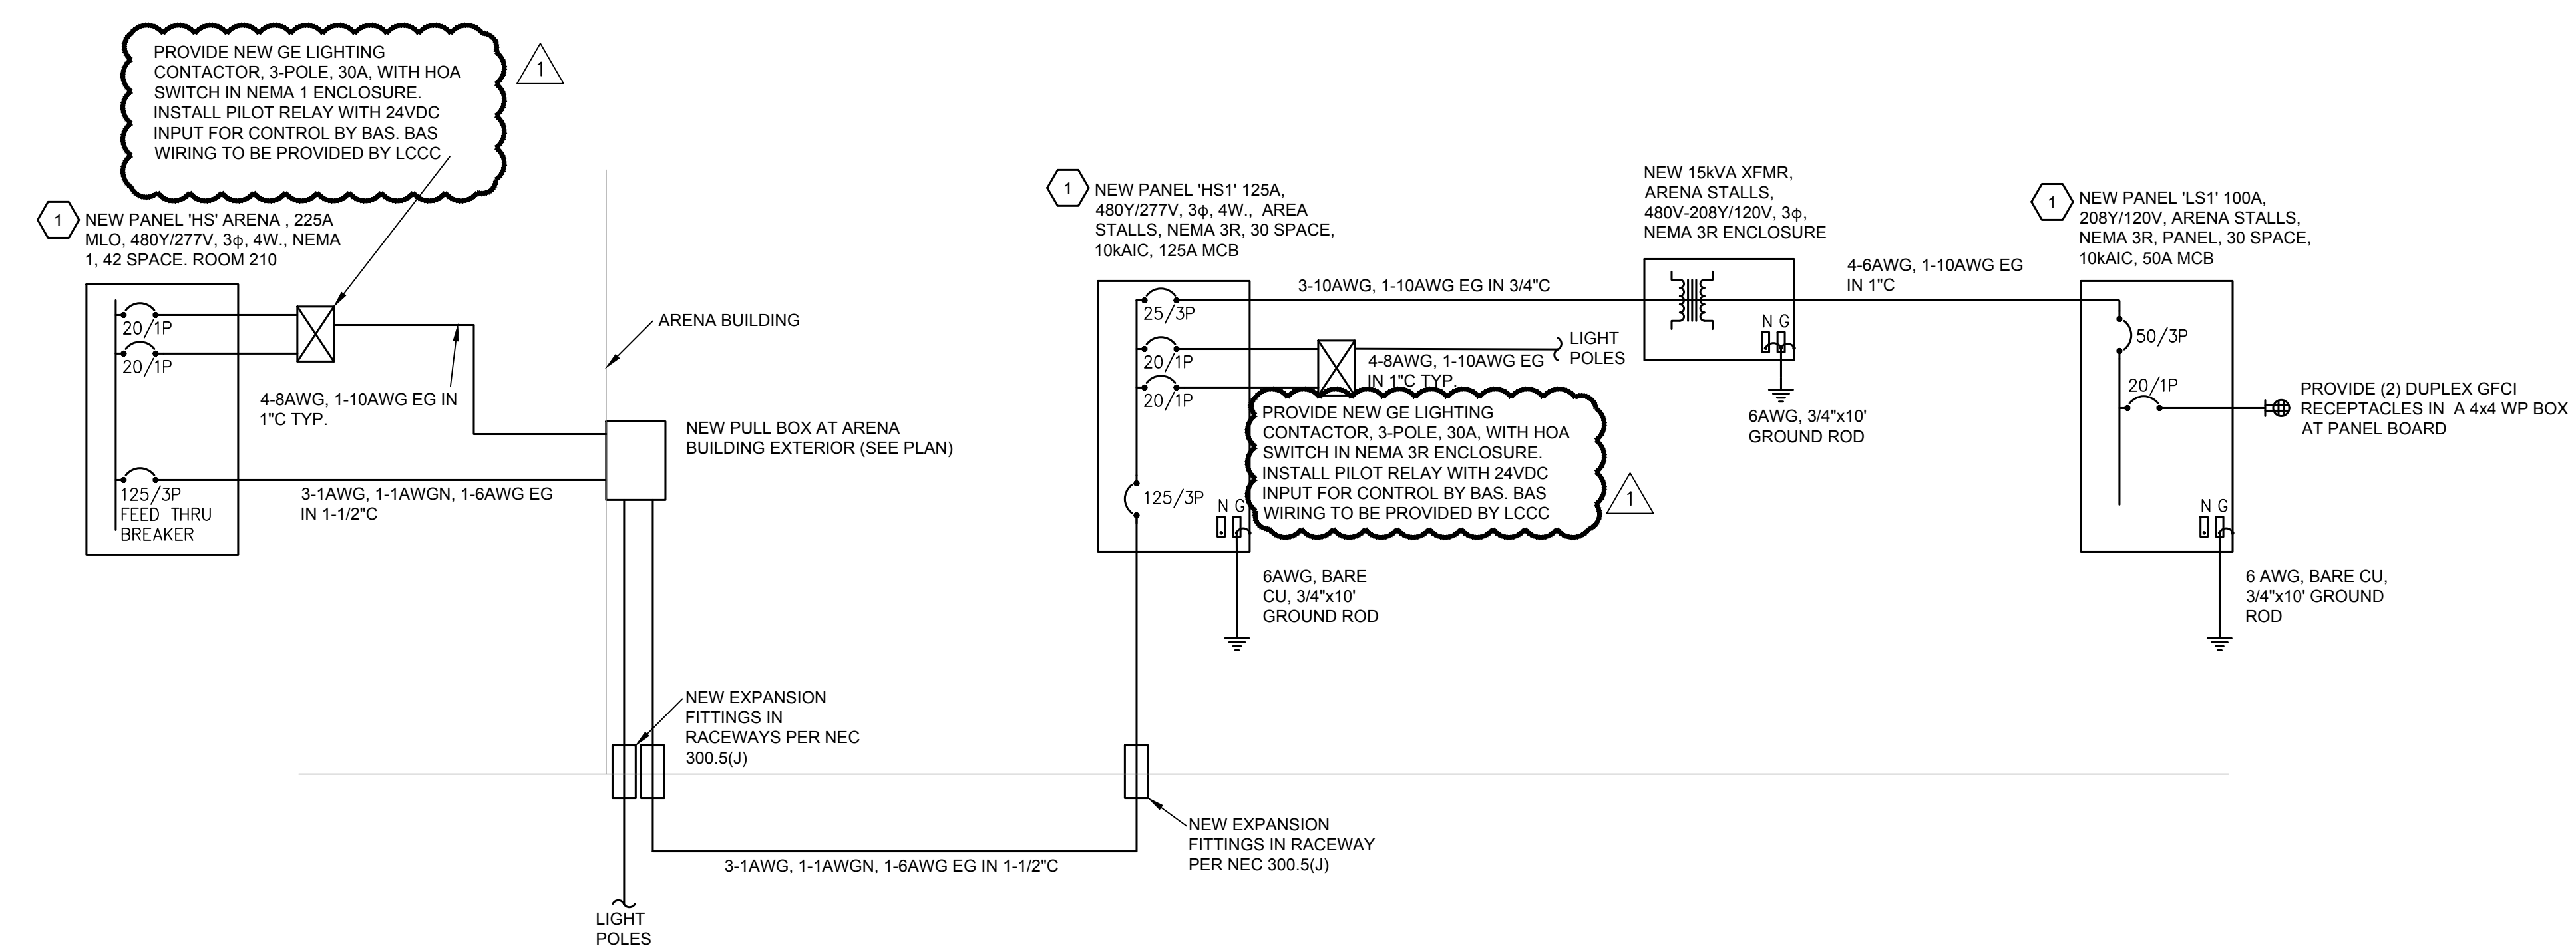 PROVIDE NEW GE LIGHTING
CONTACTOR, 3-POLE, 30A, WITH HOA
SWITCH IN NEMA 1 ENCLOSURE.
INSTALL PILOT RELAY WITH 24VDC
INPUT FOR CONTROL BY BAS. BAS
WIRING TO BE PROVIDED BY LCCC
1
1
NEW PANEL 'HS' ARENA , 225A
MLO, 480Y/277V, 3ϕ, 4W., NEMA
1, 42 SPACE. ROOM 210
20/1P
20/1P
4-8AWG, 1-10AWG EG IN
1"C TYP.
125/3P
FEED THRU
BREAKER
3-1AWG, 1-1AWGN, 1-6AWG EG
IN 1-1/2"C
ARENA BUILDING
NEW PULL BOX AT ARENA
BUILDING EXTERIOR (SEE PLAN)
NEW EXPANSION
FITTINGS IN
RACEWAYS PER NEC
300.5(J)
3-1AWG, 1-1AWGN, 1-6AWG EG IN 1-1/2"C
LIGHT
POLES
NEW EXPANSION
FITTINGS IN RACEWAY
PER NEC 300.5(J)
1
NEW PANEL 'HS1' 125A,
480Y/277V, 3ϕ, 4W., AREA
STALLS, NEMA 3R, 30 SPACE,
10kAIC, 125A MCB
25/3P
20/1P
20/1P
125/3P
N G
6AWG, BARE
CU, 3/4"x10'
GROUND ROD
3-10AWG, 1-10AWG EG IN 3/4"C
LIGHT
POLES
4-8AWG, 1-10AWG EG
IN 1"C TYP.
PROVIDE NEW GE LIGHTING
CONTACTOR, 3-POLE, 30A, WITH HOA
SWITCH IN NEMA 3R ENCLOSURE.
INSTALL PILOT RELAY WITH 24VDC
INPUT FOR CONTROL BY BAS. BAS
WIRING TO BE PROVIDED BY LCCC
1
NEW 15kVA XFMR,
ARENA STALLS,
480V-208Y/120V, 3ϕ,
NEMA 3R ENCLOSURE
N G
6AWG, 3/4"x10'
GROUND ROD
4-6AWG, 1-10AWG EG
IN 1"C
1
NEW PANEL 'LS1' 100A,
208Y/120V, ARENA STALLS,
NEMA 3R, PANEL, 30 SPACE,
10kAIC, 50A MCB
50/3P
20/1P
N G
PROVIDE (2) DUPLEX GFCI
RECEPTACLES IN A 4x4 WP BOX
AT PANEL BOARD
6 AWG, BARE CU,
3/4"x10' GROUND
ROD